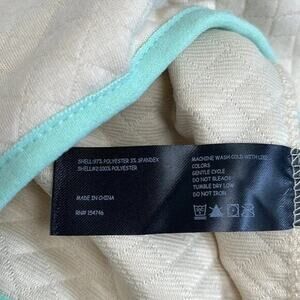 SHELL:97% POLYESTER 3% SPANDEX
SHELL#2:100% POLYESTER
MADE IN CHINA
RN# 154746
MACHINE WASH COLD WITH LIKE
COLORS
GENTLE CYCLE
DO NOT BLEACH
TUMBLE DRY LOW
DO NOT IRON